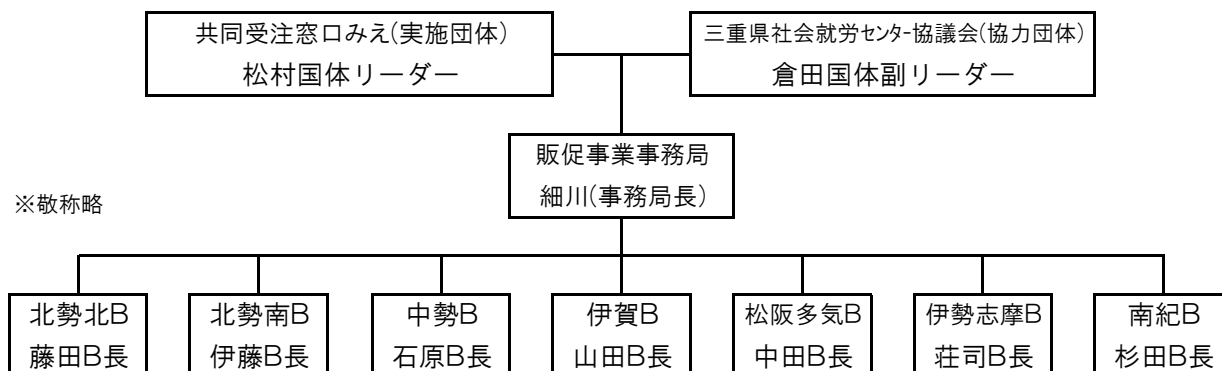 共同受注窓口みえ(実施団体)
松村国体リーダー
三重県社会就労ｾﾝﾀｰ協議会(協力団体)
倉田国体副リーダー
販促事業事務局
細川(事務局長)
※敬称略
北勢北B
藤田B長
北勢南B
伊藤B長
中勢B
石原B長
伊賀B
山田B長
松阪多気B
中田B長
伊勢志摩B
荘司B長
南紀B
杉田B長